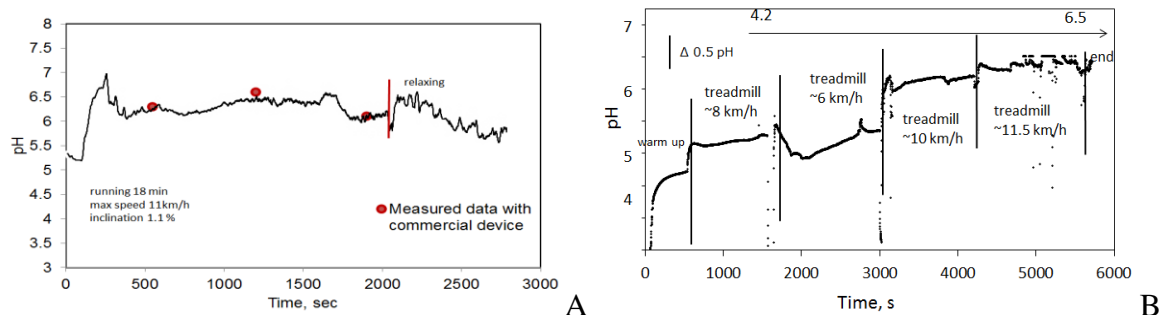 8
7.5
7
6.5
6
5.5
5
4.5
4
3.5
3
pH
0
500
1000
1500
2000
2500
3000
Time, sec
relaxing
running 18 min
max speed 11km/h
inclination 1.1 %
Measured data with
commercial device
A
4.2
6.5
Δ 0.5 pH
7
6
5
4
pH
warm up
treadmill
~8 km/h
treadmill
~6 km/h
treadmill
~10 km/h
treadmill
~11.5 km/h
end
0
1000
2000
3000
4000
5000
6000
Time, s
B